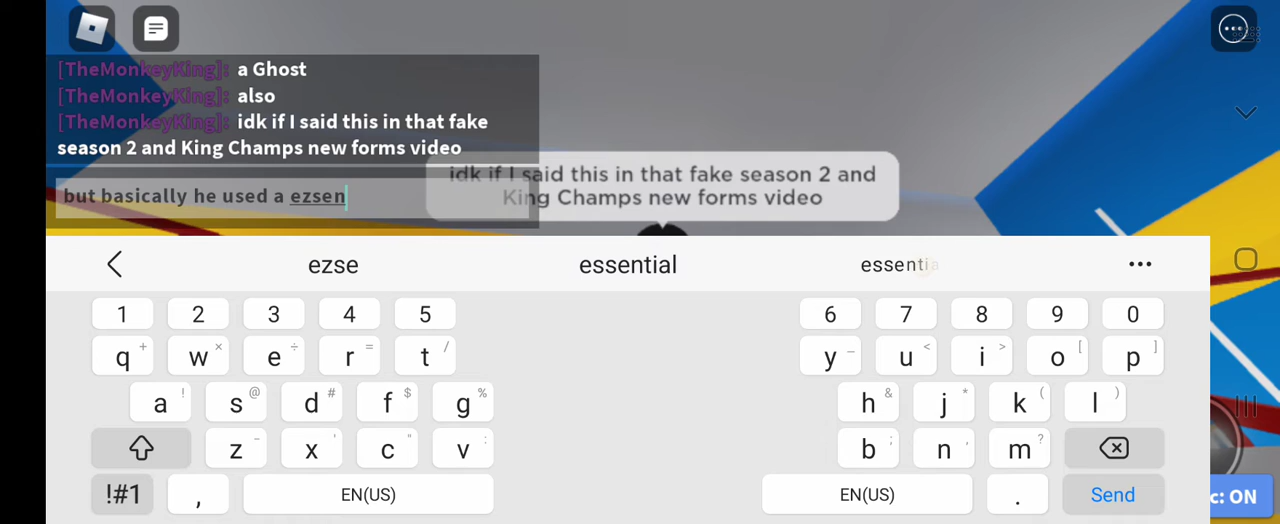 [TheMonkeyKing]: a Ghost
[TheMonkeyKing]: also
[TheMonkeyKing]: idk if I said this in that fake
season 2 and King Champs new forms video
idk if I said this in that fake season 2 and
King Champs new forms video
but basically he used a ezsen
ezse essential essentia
1 2 3 4 5 6 7 8 9 0
q + w × e ÷ r = t / y _ u < i > o [ p ]
a ! s @ d # f $ g % h & j * k ( l )
z - x ' c " v : b ; n , m ?
!#1 , EN(US) EN(US) . Send
c: ON